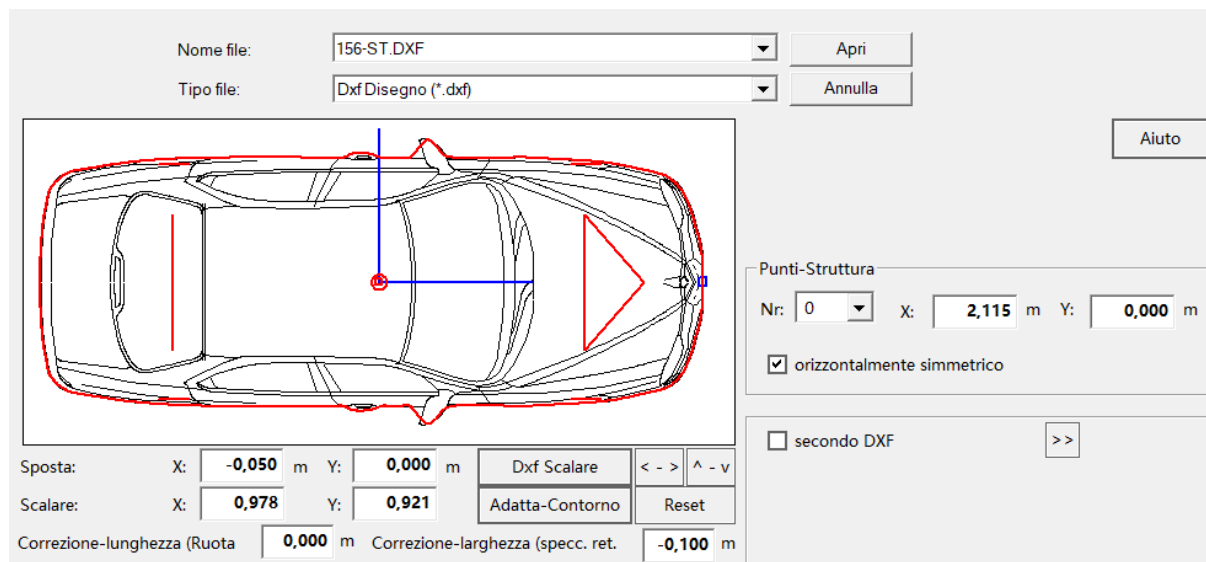 Nome file: 156-ST.DXF Apri
Tipo file: Dxf Disegno (*.dxf) Annulla
Aiuto
Punti-Struttura
Nr: 0 X: 2,115 m Y: 0,000 m
orizzontalmente simmetrico
secondo DXF >>
Sposta: X: -0,050 m Y: 0,000 m Dxf Scalare < - > ^ - v
Scalare: X: 0,978 Y: 0,921 Adatta-Contorno Reset
Correzione-lunghezza (Ruota 0,000 m Correzione-larghezza (specc. ret. -0,100 m